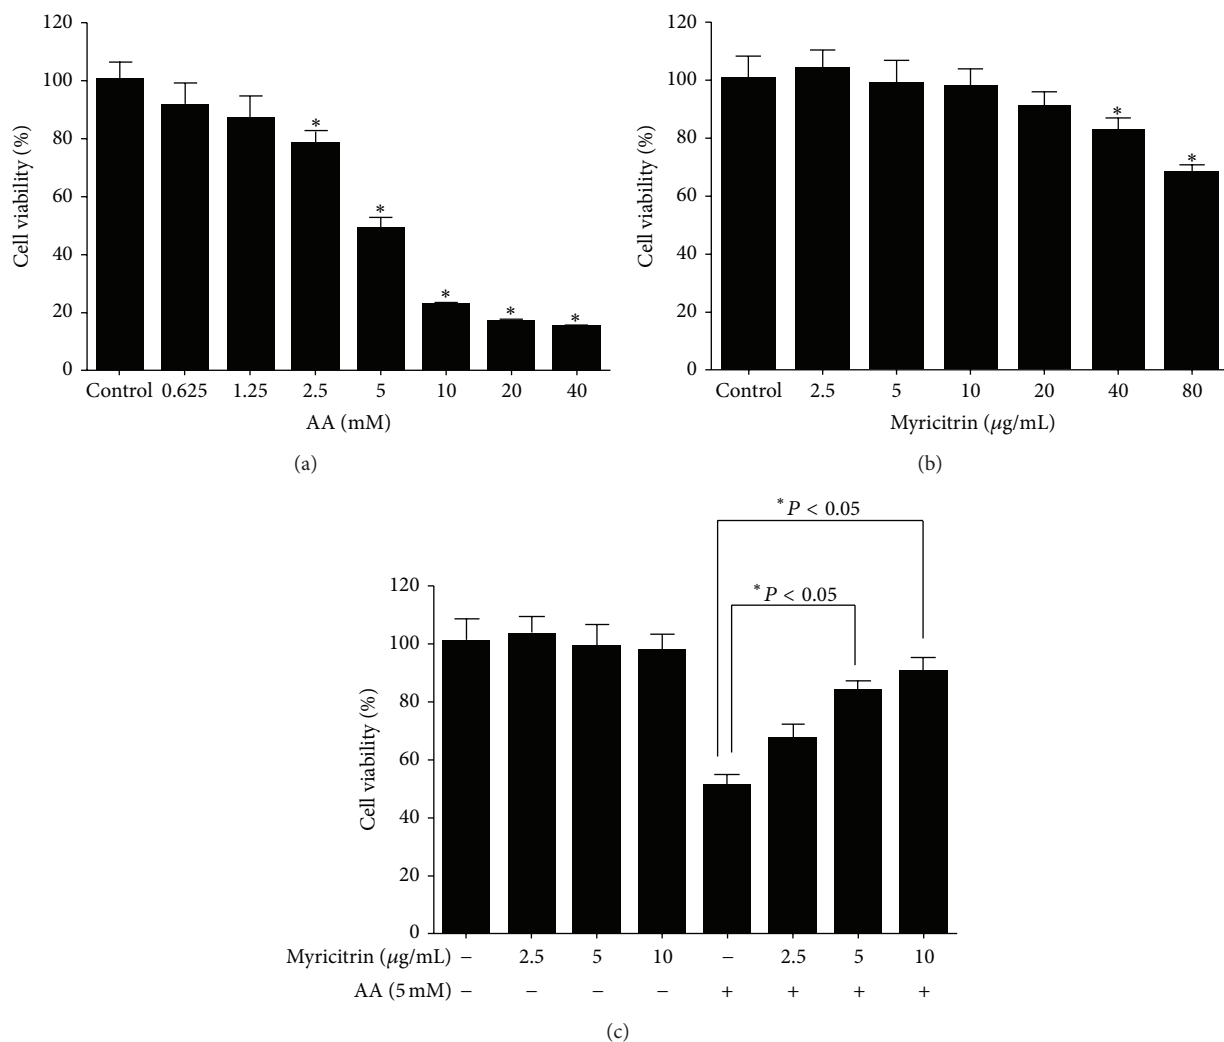 120
100
80
60
40
20
0
Cell viability (%)
* * * * * *
Control 0.625 1.25 2.5 5 10 20 40
AA (mM)
(a)
120
100
80
60
40
20
0
Cell viability (%)
* *
Control 2.5 5 10 20 40 80
Myricitrin (μg/mL)
(b)
*P < 0.05
*P < 0.05
120
100
80
60
40
20
0
Cell viability (%)
Myricitrin (μg/mL) − 2.5 5 10 − 2.5 5 10
AA (5 mM) − − − − + + + +
(c)